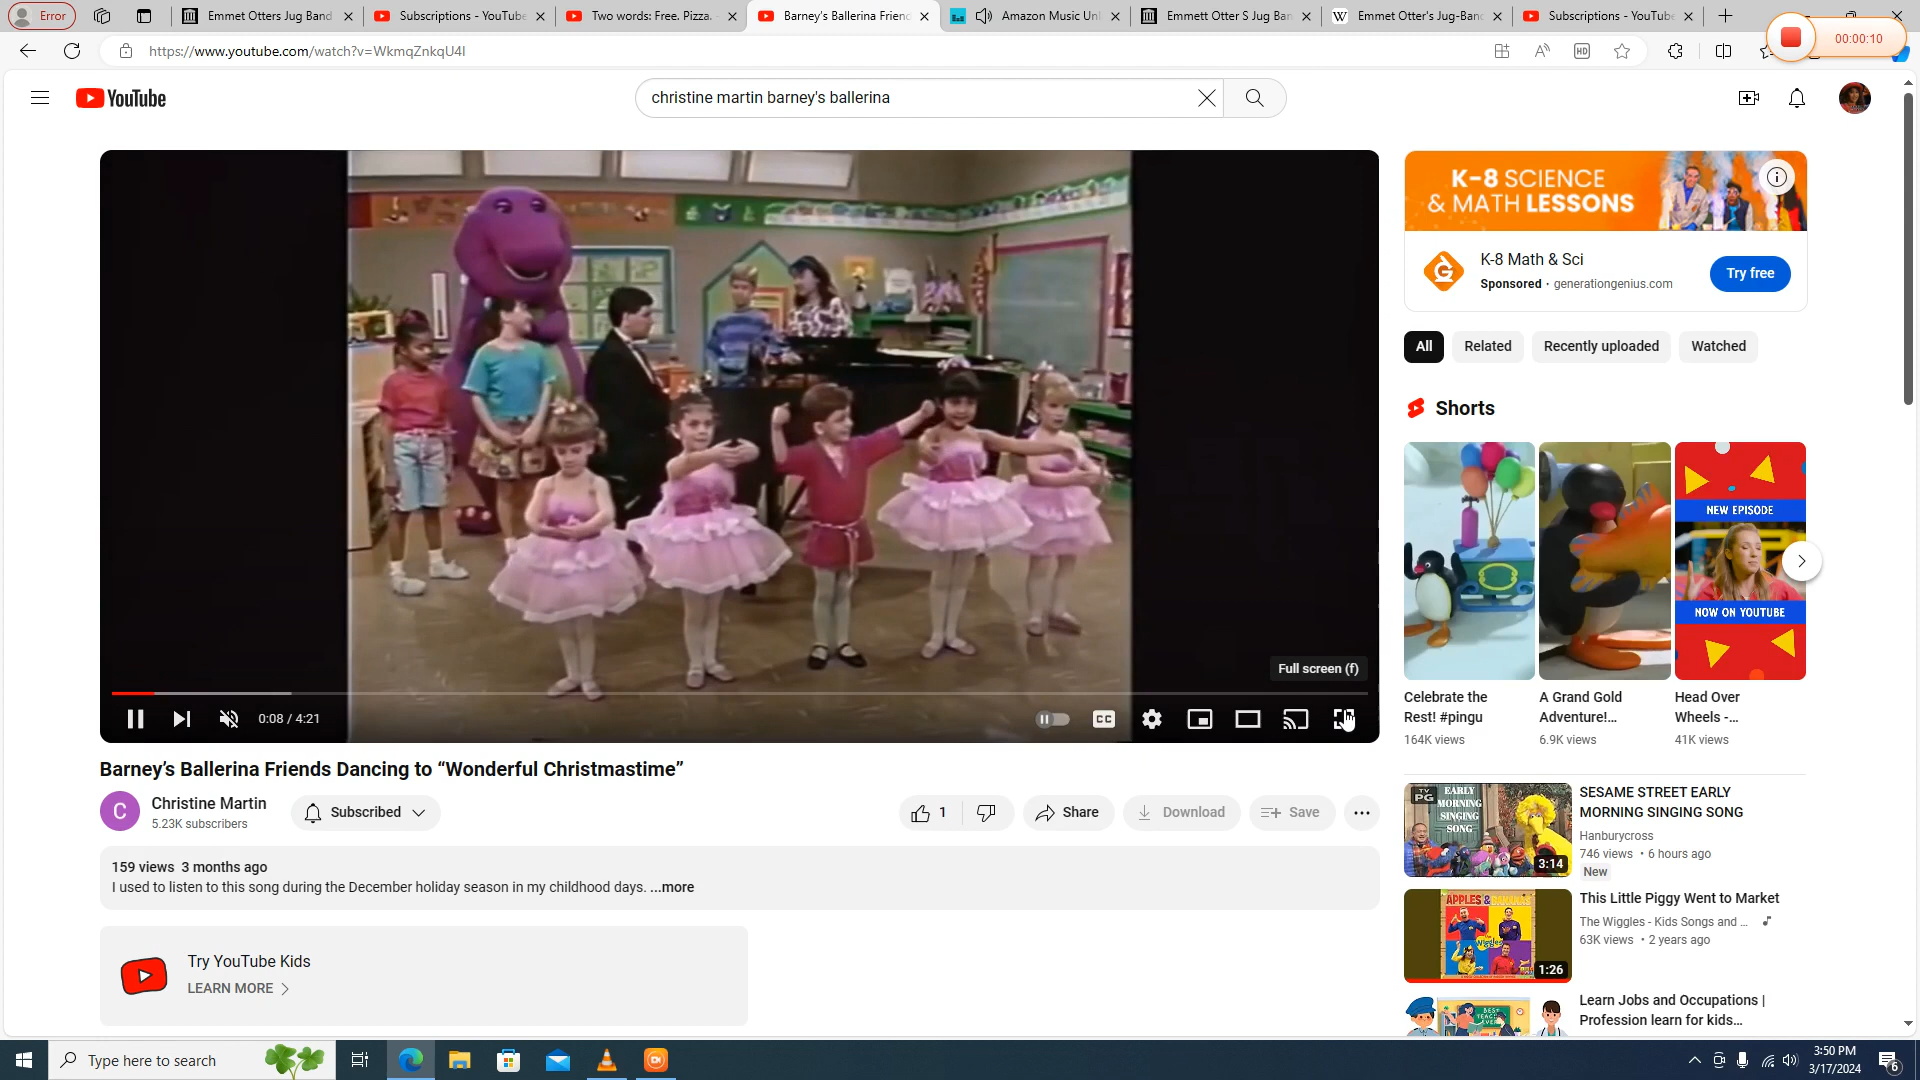 Error
Emmet Otters Jug Band
Subscriptions - YouTube
Two words: Free. Pizza. -
Barney's Ballerina Friend
Amazon Music Unl
Emmett Otter S Jug Ban
Emmet Otter's Jug-Band
Subscriptions - YouTube
https://www.youtube.com/watch?v=WkmqZnkqU4I
HD
00:00:10
YouTube
christine martin barney's ballerina
K-8 SCIENCE
& MATH LESSONS
K-8 Math & Sci
Sponsored · generationgenius.com
Try free
All
Related
Recently uploaded
Watched
Shorts
NEW EPISODE
NOW ON YOUTUBE
Full screen (f)
0:08 / 4:21
CC
Celebrate the
Rest! #pingu
164K views
A Grand Gold
Adventure!...
6.9K views
Head Over
Wheels -...
41K views
Barney's Ballerina Friends Dancing to “Wonderful Christmastime”
C
Christine Martin
5.23K subscribers
Subscribed
1
Share
Download
Save
159 views 3 months ago
I used to listen to this song during the December holiday season in my childhood days. ...more
Try YouTube Kids
LEARN MORE
TV
PG
EARLY
MORNING
SINGING
SONG
3:14
SESAME STREET EARLY
MORNING SINGING SONG
Hanburycross
746 views · 6 hours ago
New
APPLES &
1:26
This Little Piggy Went to Market
The Wiggles - Kids Songs and ...
63K views · 2 years ago
Learn Jobs and Occupations |
Profession learn for kids...
Type here to search
3:50 PM
3/17/2024
6